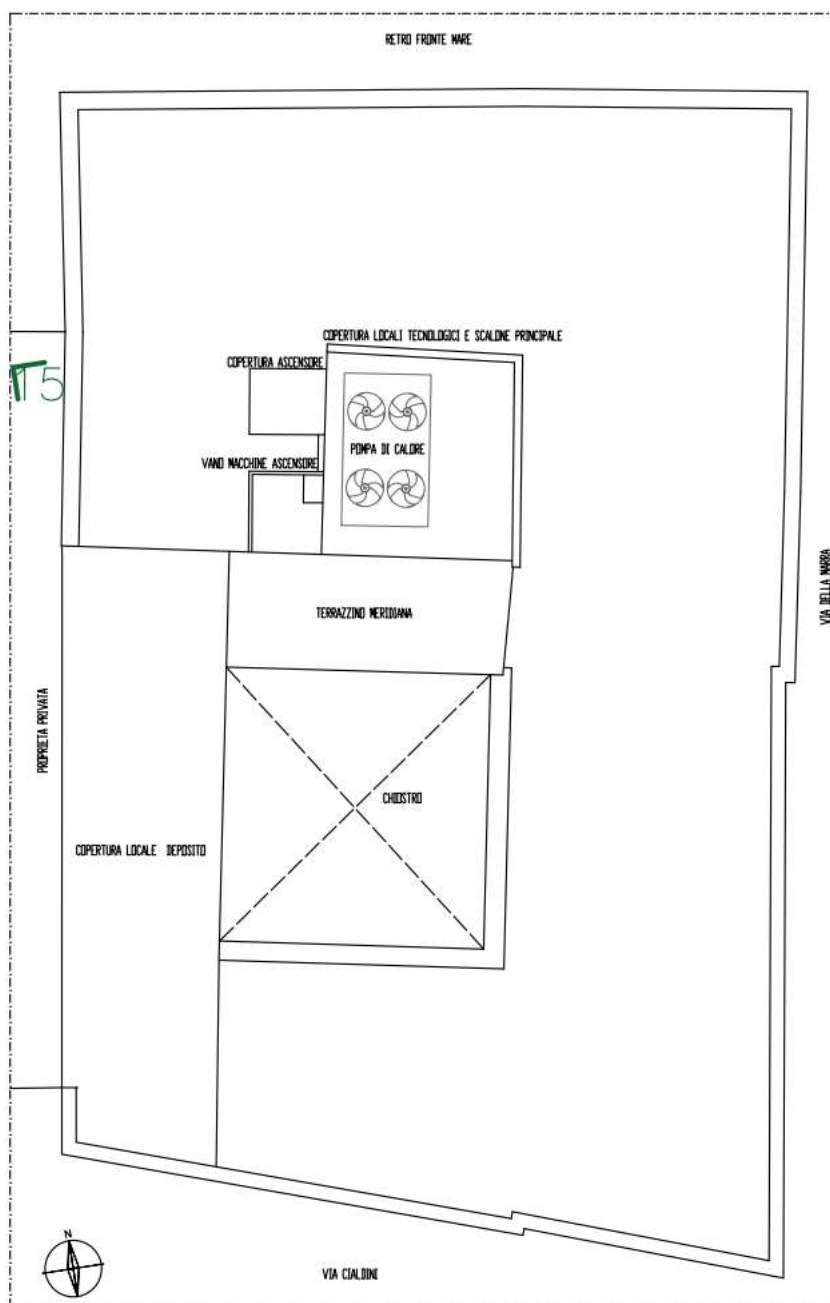 RETRO FRONTE MARE
COPERTURA LOCALI TECNOLOGICI E SCALONE PRINCIPALE
COPERTURA ASCENSORE
T5
POMPA DI CALORE
VANO MACCHINE ASCENSORE
VIA DELLA MARRA
TERRAZZINO MERIDIANA
PROPRIETA PRIVATA
CHIOSTRO
COPERTURA LOCALE DEPOSITO
N
VIA CIALDINI